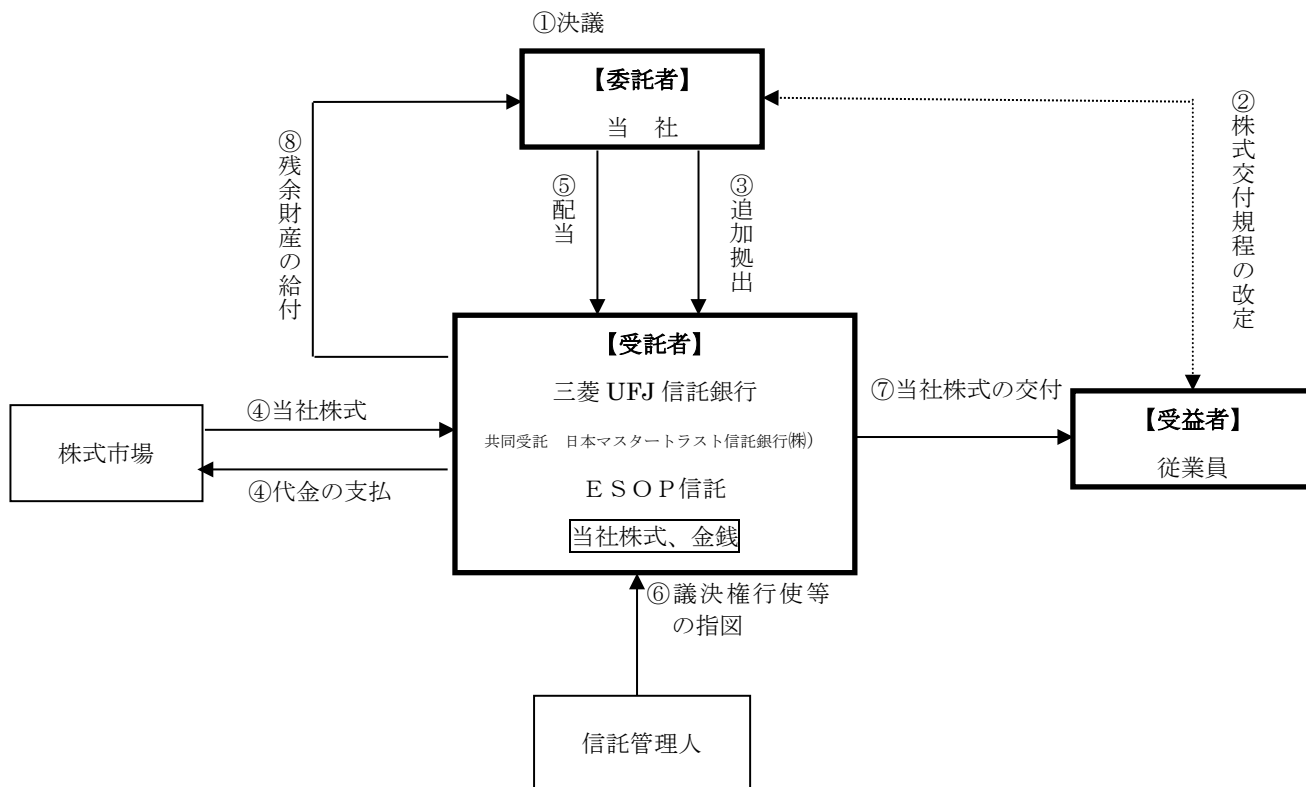 ①決議
【委託者】
当 社
②株式交付規程の改定
⑧残余財産の給付
⑤配当
③追加拠出
【受託者】
三菱 UFJ 信託銀行
共同受託 日本マスタートラスト信託銀行㈱)
ESOP信託
当社株式、金銭
④当社株式
株式市場
④代金の支払
⑦当社株式の交付
【受益者】
従業員
⑥議決権行使等
の指図
信託管理人